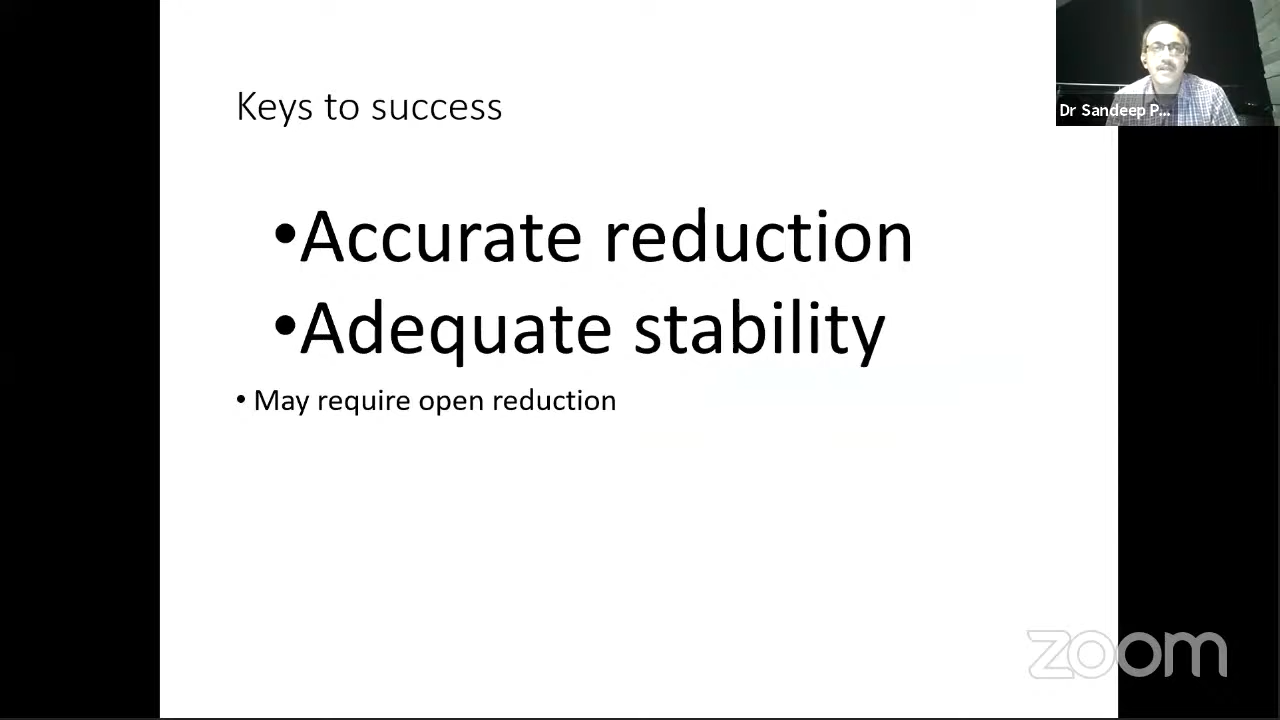 Keys to success
•Accurate reduction
•Adequate stability
• May require open reduction
Dr Sandeep P...
zoom